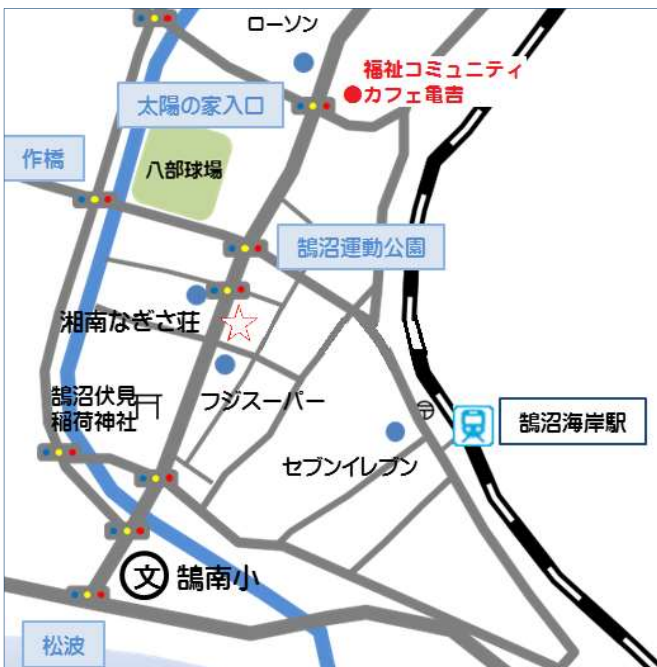 ローソン
福祉コミュニティ
カフェ亀吉
太陽の家入口
作橋
八部球場
鵠沼運動公園
湘南なぎさ荘
鵠沼伏見
稲荷神社
フジスーパー
鵠沼海岸駅
セブンイレブン
文 鵠南小
松波